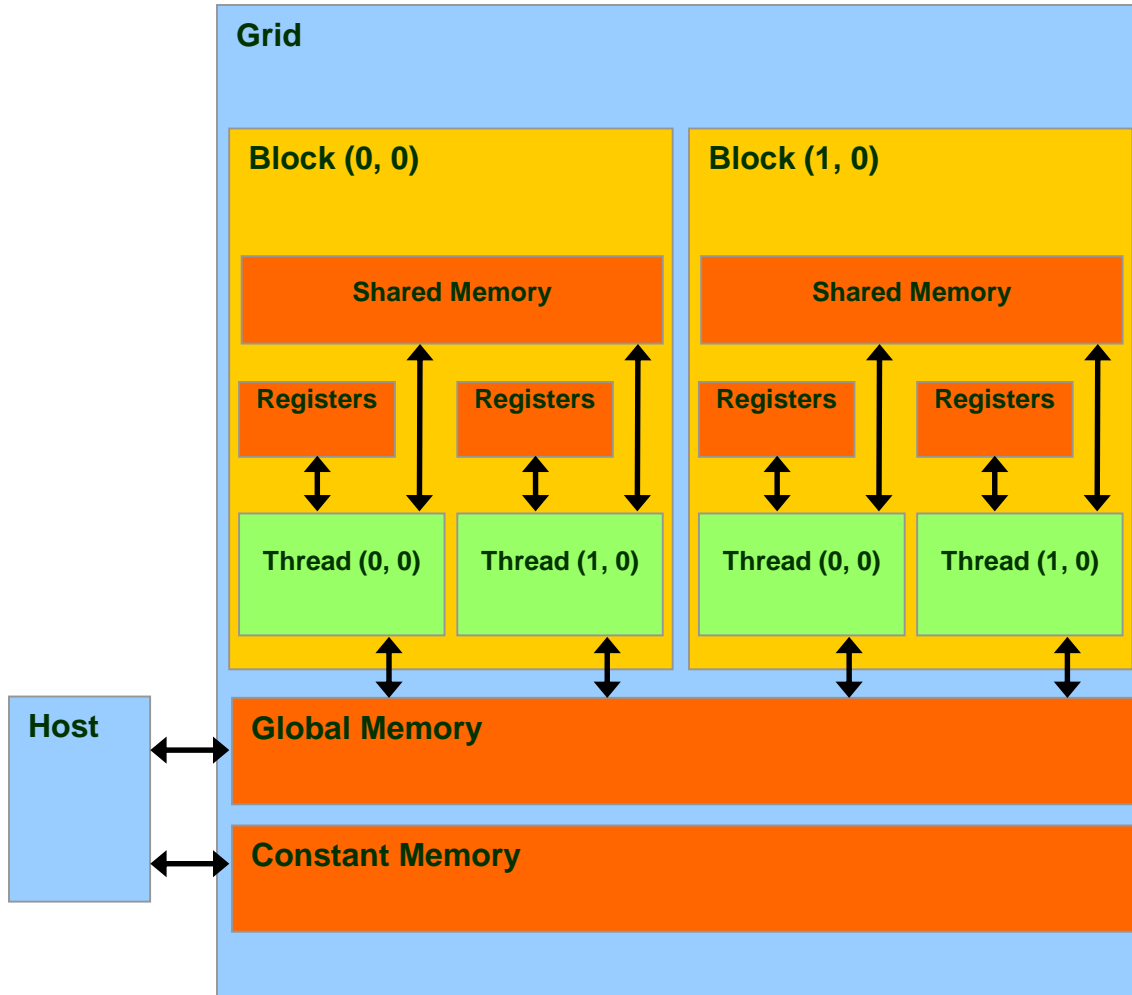 Grid
Block (0, 0)
Block (1, 0)
Shared Memory
Shared Memory
Registers
Registers
Registers
Registers
Thread (0, 0)
Thread (1, 0)
Thread (0, 0)
Thread (1, 0)
Host
Global Memory
Constant Memory